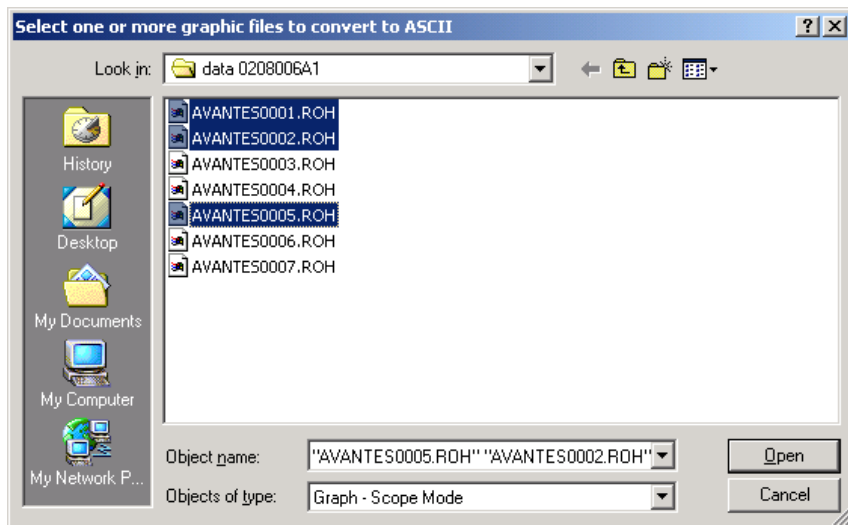 Select one or more graphic files to convert to ASCII
Look in: data 0208006A1
AVANTES0001.ROH
AVANTES0002.ROH
AVANTES0003.ROH
AVANTES0004.ROH
AVANTES0005.ROH
AVANTES0006.ROH
AVANTES0007.ROH
History
Desktop
My Documents
My Computer
My Network P...
Object name: "AVANTES0005.ROH" "AVANTES0002.ROH" Open
Objects of type: Graph - Scope Mode Cancel